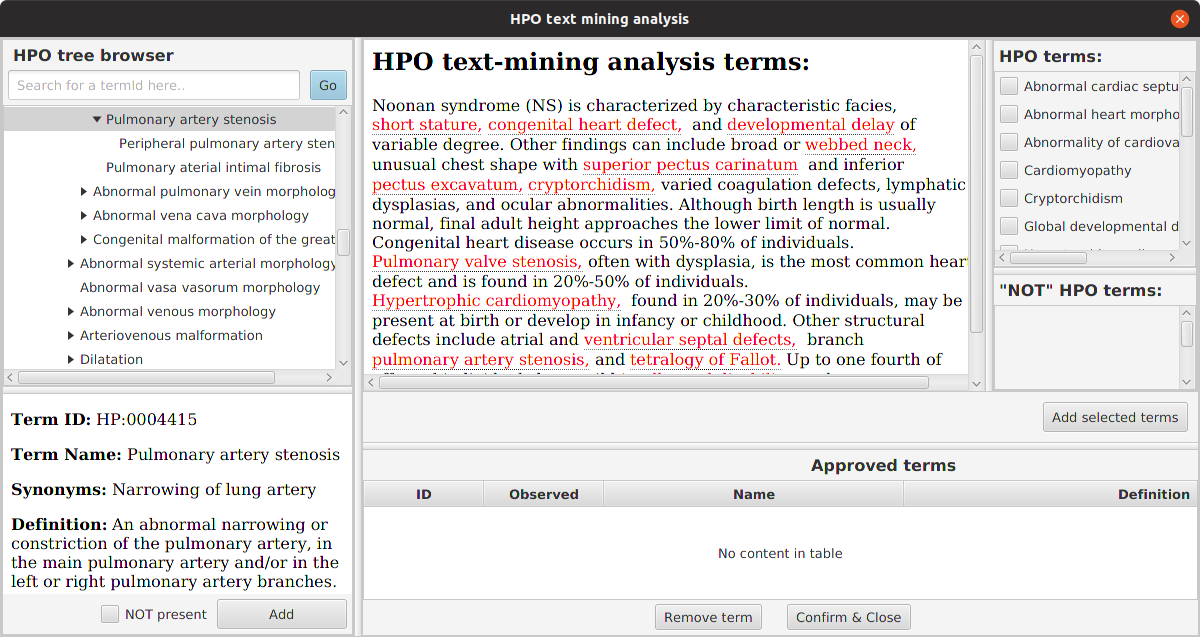 HPO text mining analysis
HPO tree browser
Search for a termId here..
Go
Pulmonary artery stenosis
Peripheral pulmonary artery sten
Pulmonary aterial intimal fibrosis
Abnormal pulmonary vein morpholog
Abnormal vena cava morphology
Congenital malformation of the great
Abnormal systemic arterial morphology
Abnormal vasa vasorum morphology
Abnormal venous morphology
Arteriovenous malformation
Dilatation
Term ID: HP:0004415
Term Name: Pulmonary artery stenosis
Synonyms: Narrowing of lung artery
Definition: An abnormal narrowing or
constriction of the pulmonary artery, in
the main pulmonary artery and/or in the
left or right pulmonary artery branches.
NOT present
Add
HPO text-mining analysis terms:
Noonan syndrome (NS) is characterized by characteristic facies,
short stature, congenital heart defect, and developmental delay of
variable degree. Other findings can include broad or webbed neck,
unusual chest shape with superior pectus carinatum and inferior
pectus excavatum, cryptorchidism, varied coagulation defects, lymphatic
dysplasias, and ocular abnormalities. Although birth length is usually
normal, final adult height approaches the lower limit of normal.
Congenital heart disease occurs in 50%-80% of individuals.
Pulmonary valve stenosis, often with dysplasia, is the most common hear
defect and is found in 20%-50% of individuals.
Hypertrophic cardiomyopathy, found in 20%-30% of individuals, may be
present at birth or develop in infancy or childhood. Other structural
defects include atrial and ventricular septal defects, branch
pulmonary artery stenosis, and tetralogy of Fallot. Up to one fourth of
HPO terms:
Abnormal cardiac septu
Abnormal heart morpho
Abnormality of cardiova
Cardiomyopathy
Cryptorchidism
Global developmental d
"NOT" HPO terms:
Add selected terms
Approved terms
ID Observed Name Definition
No content in table
Remove term
Confirm & Close